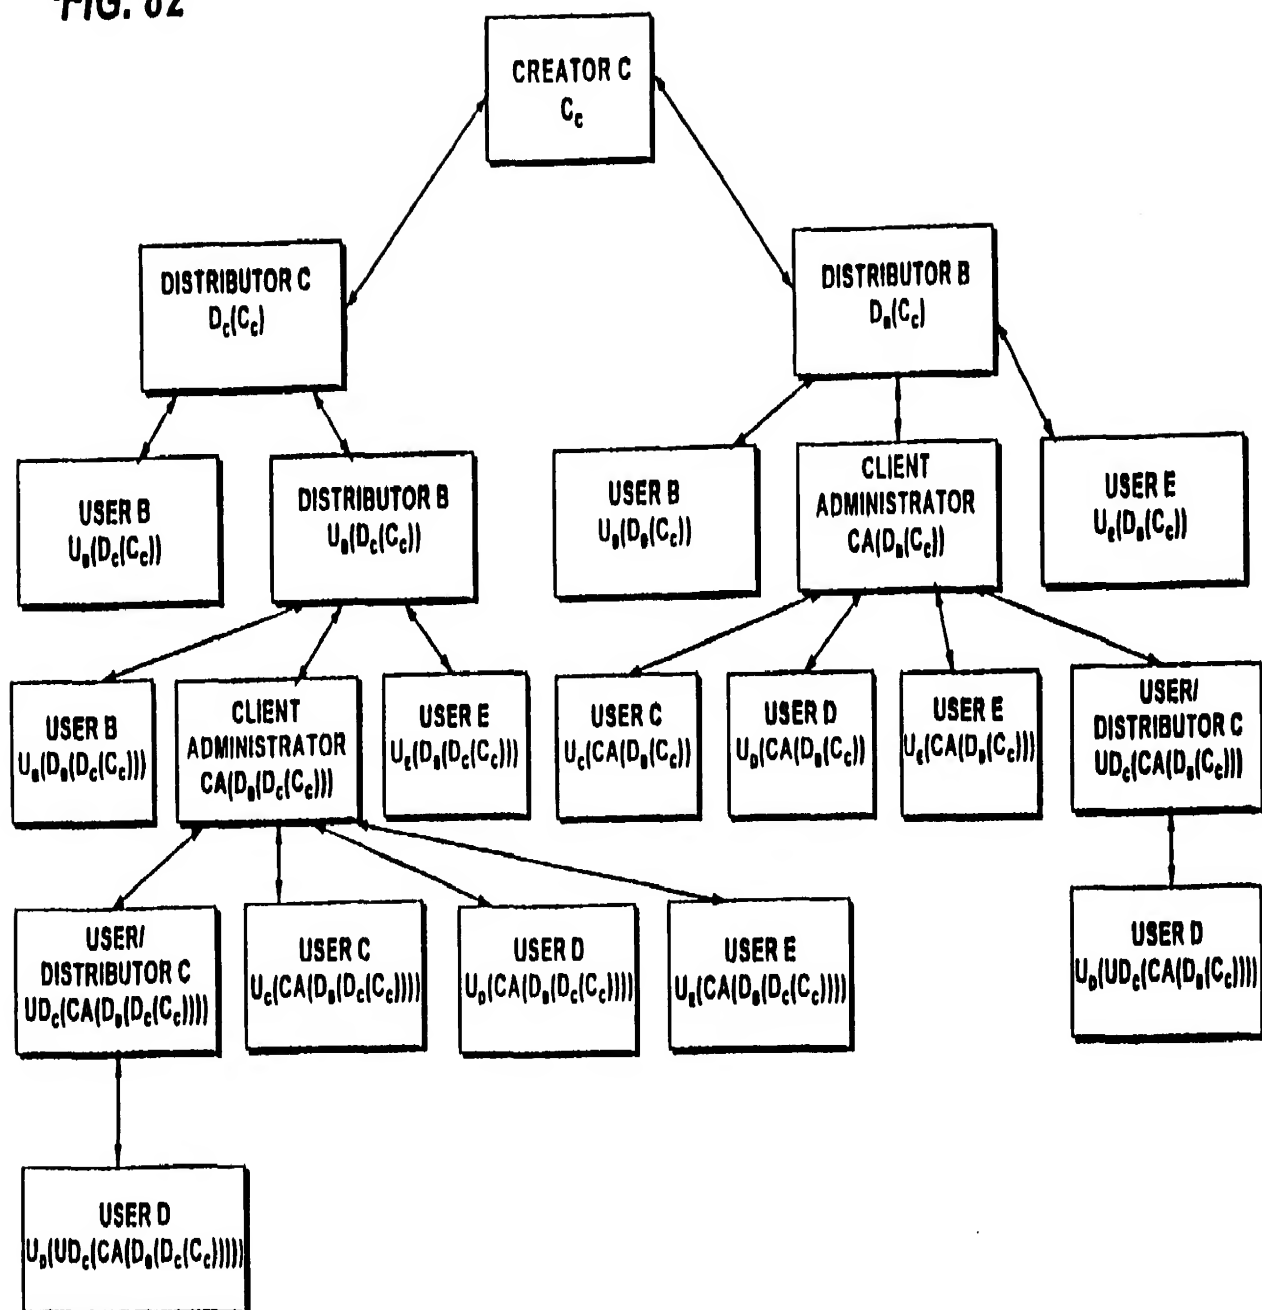 FIG. 82
CREATOR C
C_C
DISTRIBUTOR C
D_C(C_C)
DISTRIBUTOR B
D_B(C_C)
USER B
U_B(D_C(C_C))
DISTRIBUTOR B
U_B(D_C(C_C))
USER B
U_B(D_B(C_C))
CLIENT
ADMINISTRATOR
CA(D_B(C_C))
USER E
U_E(D_B(C_C))
USER B
U_B(D_B(D_C(C_C)))
CLIENT
ADMINISTRATOR
CA(D_B(D_C(C_C)))
USER E
U_E(D_B(D_C(C_C)))
USER C
U_C(CA(D_B(C_C))
USER D
U_D(CA(D_B(C_C))
USER E
U_E(CA(D_B(C_C)))
USER/
DISTRIBUTOR C
UD_C(CA(D_B(C_C)))
USER/
DISTRIBUTOR C
UD_C(CA(D_B(D_C(C_C))))
USER C
U_C(CA(D_B(D_C(C_C))))
USER D
U_D(CA(D_B(D_C(C_C))))
USER E
U_E(CA(D_B(D_C(C_C))))
USER D
U_D(UD_C(CA(D_B(C_C))))
USER D
U_D(UD_C(CA(D_B(D_C(C_C)))))